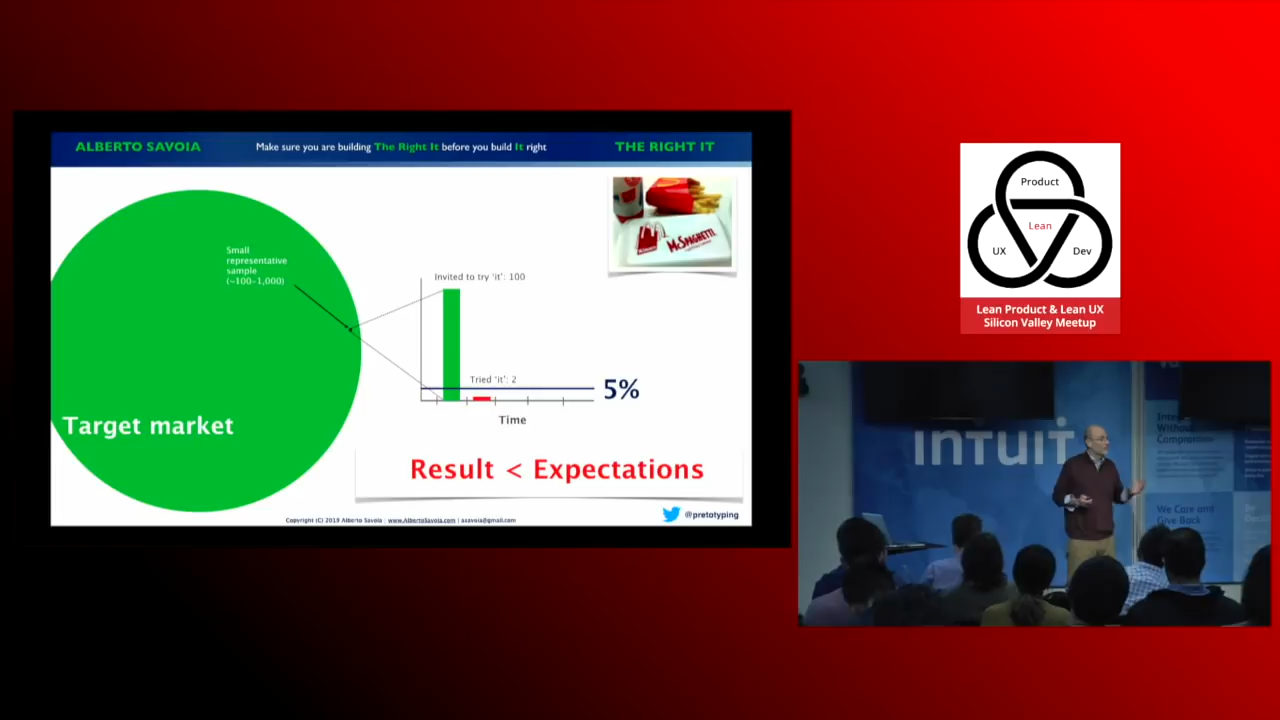 ALBERTO SAVOIA
Make sure you are building The Right It before you build It right
THE RIGHT IT
Small
representative
sample
(~100-1,000)
Target market
Invited to try 'it': 100
Tried 'it': 2
5%
Time
McSpaghetti
Result < Expectations
Copyright (C) 2019 Alberto Savoia | www.AlbertoSavoia.com | asavoia@gmail.com
@pretotyping
Product
Lean
UX
Dev
Lean Product & Lean UX
Silicon Valley Meetup
INTUIT
Without
We Care and
Give Back